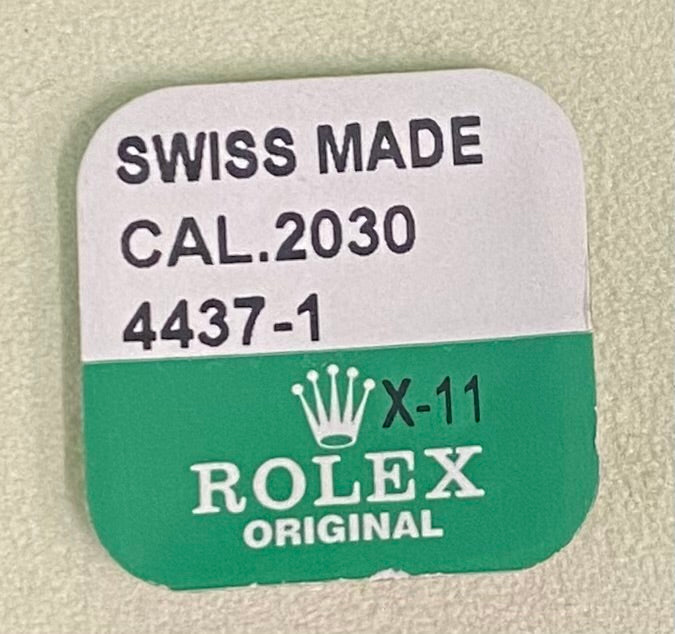 SWISS MADE
CAL.2030
4437-1
X-11
ROLEX
ORIGINAL